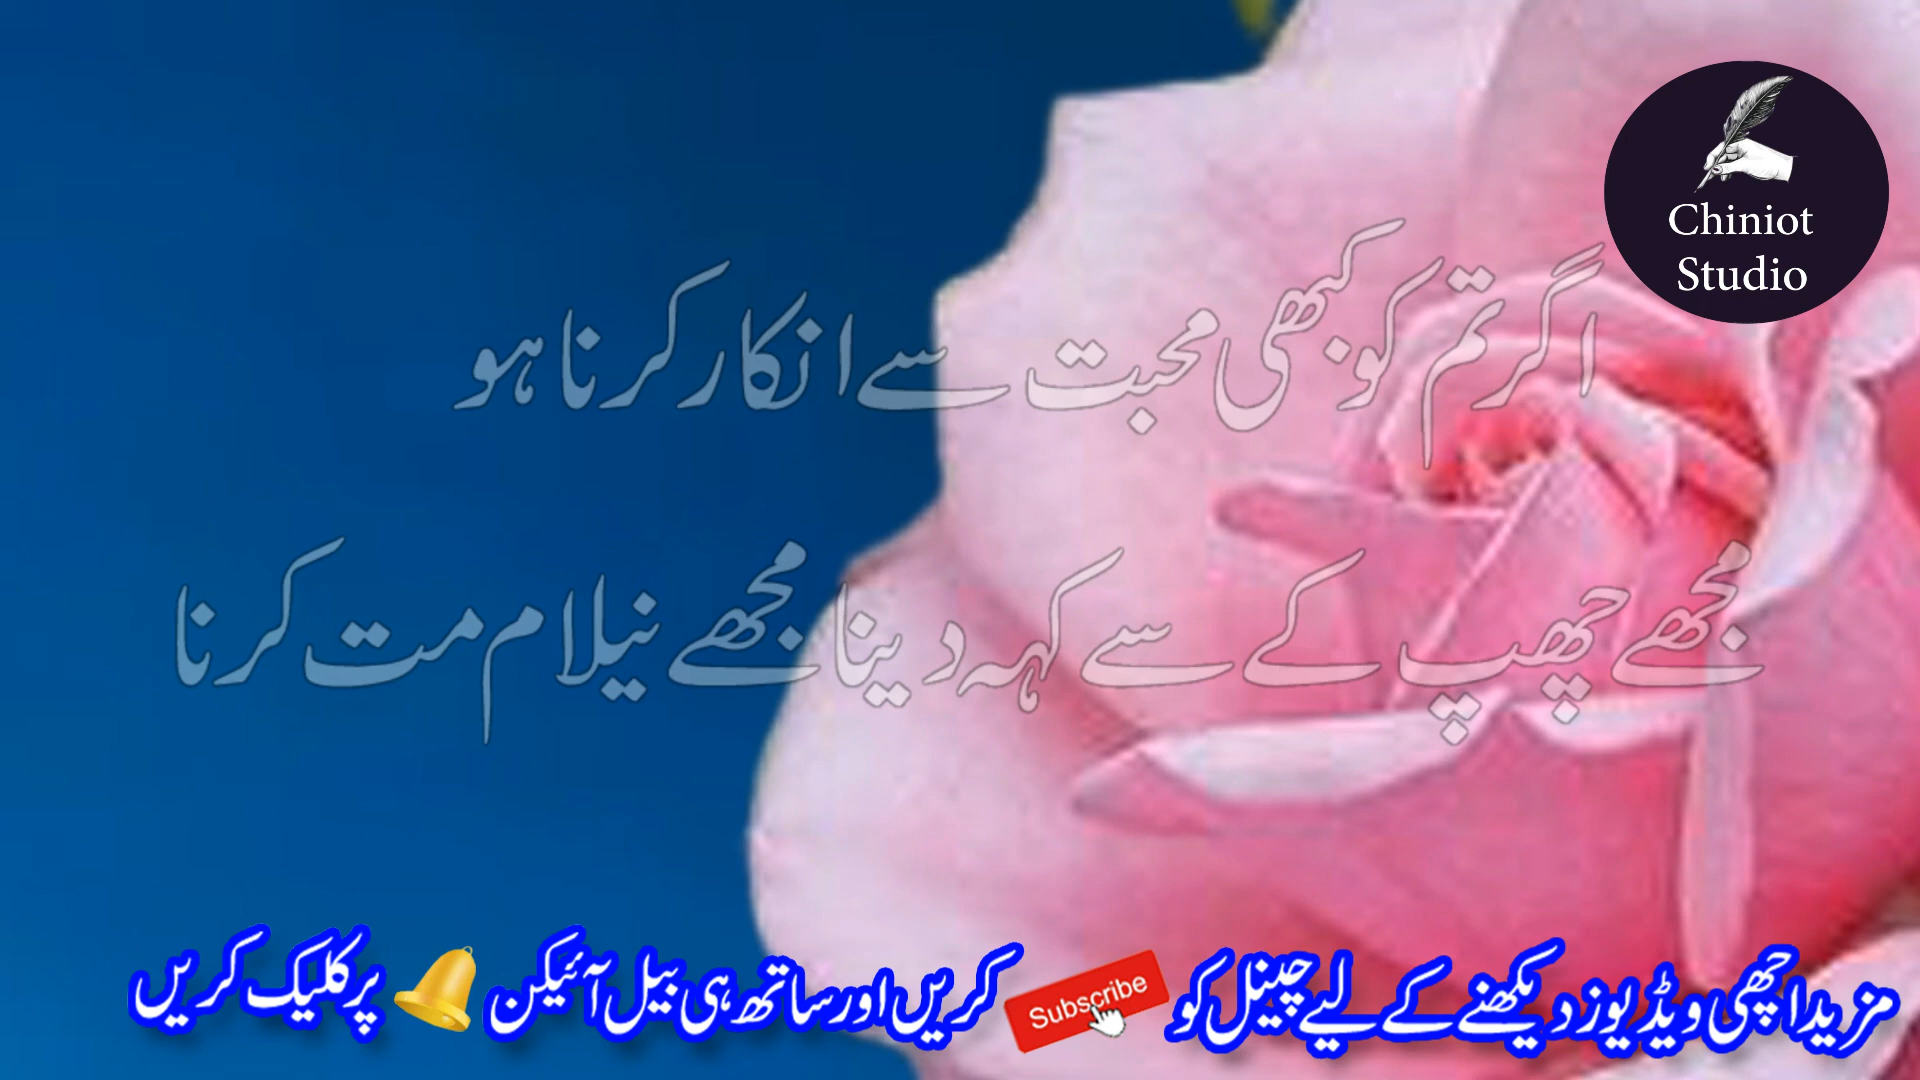 Chiniot
Studio
اگر تم کو کبھی محبت سے انکار کرنا ہو
مجھے چھپ کے سے کہہ دینا مجھے نیلام مت کرنا
مزید اچھی ویڈیوز دیکھنے کے لیے چینل کو Subscribe کریں اور ساتھ ہی بیل آئیکن پر کلیک کریں